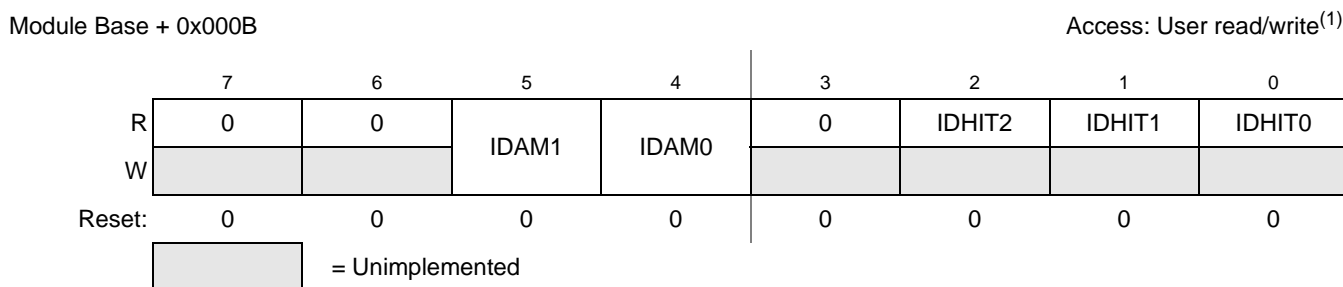 Module Base + 0x000B Access: User read/write(1)
7 6 5 4 3 2 1 0
R 0 0 IDAM1 IDAM0 0 IDHIT2 IDHIT1 IDHIT0
W
Reset: 0 0 0 0 0 0 0 0
= Unimplemented